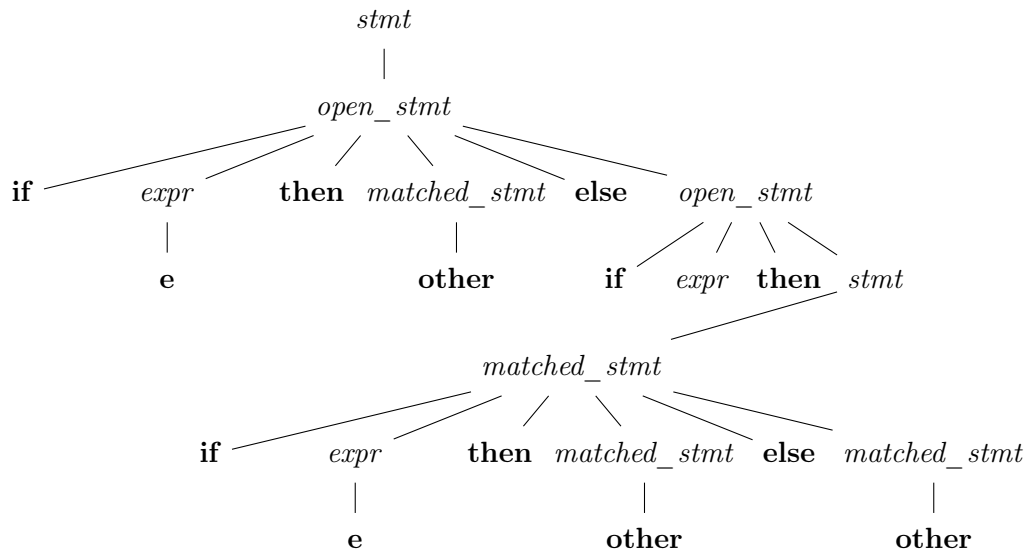 stmt
open_stmt
if expr then matched_stmt else open_stmt
e other if expr then stmt
matched_stmt
if expr then matched_stmt else matched_stmt
e other other